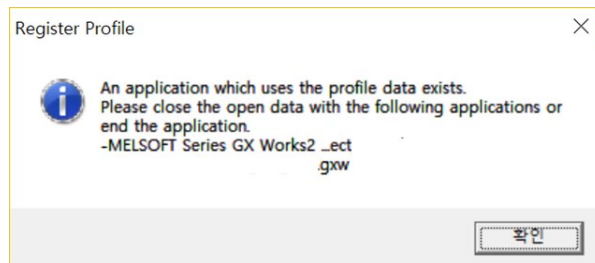 Register Profile
An application which uses the profile data exists.
Please close the open data with the following applications or
end the application.
-MELSOFT Series GX Works2 ...ect
.gxw
확인